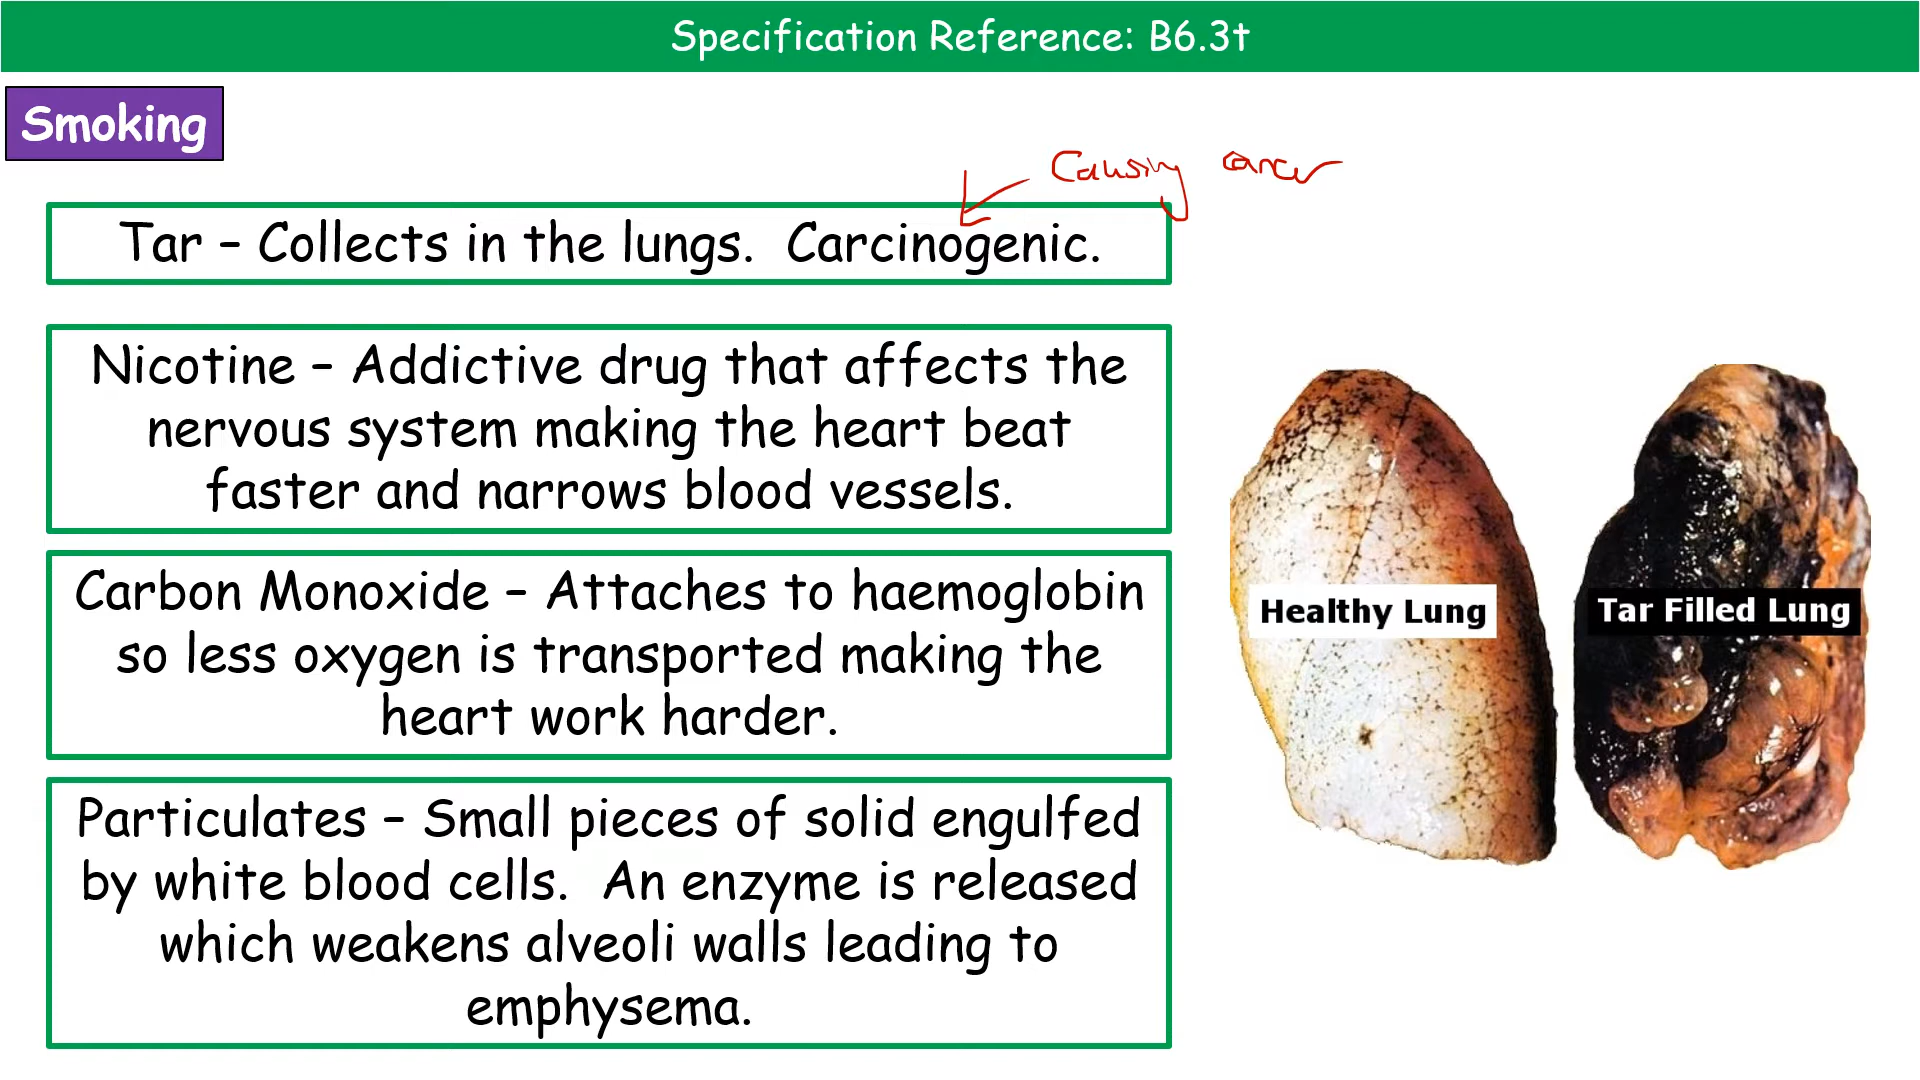 Specification Reference: B6.3t
Smoking
Causing cancer
Tar – Collects in the lungs.  Carcinogenic.
Nicotine – Addictive drug that affects the
nervous system making the heart beat
faster and narrows blood vessels.
Carbon Monoxide – Attaches to haemoglobin
so less oxygen is transported making the
heart work harder.
Particulates – Small pieces of solid engulfed
by white blood cells.  An enzyme is released
which weakens alveoli walls leading to
emphysema.
Healthy Lung
Tar Filled Lung